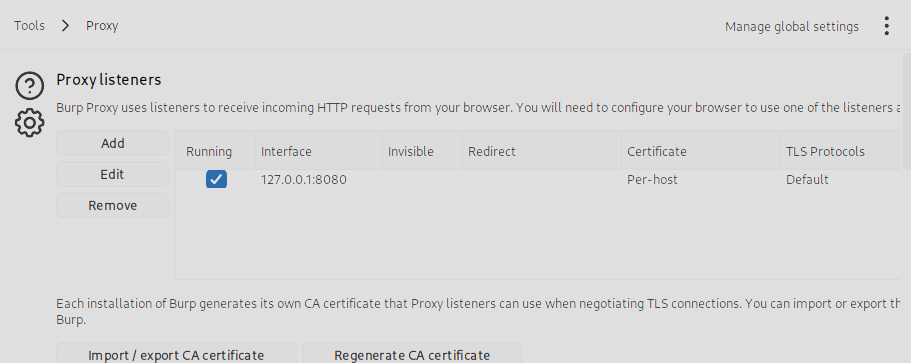 Tools > Proxy Manage global settings
Proxy listeners
Burp Proxy uses listeners to receive incoming HTTP requests from your browser. You will need to configure your browser to use one of the listeners
Add
Edit
Remove
Running Interface Invisible Redirect Certificate TLS Protocols
127.0.0.1:8080 Per-host Default
Each installation of Burp generates its own CA certificate that Proxy listeners can use when negotiating TLS connections. You can import or export
Burp.
Import / export CA certificate Regenerate CA certificate